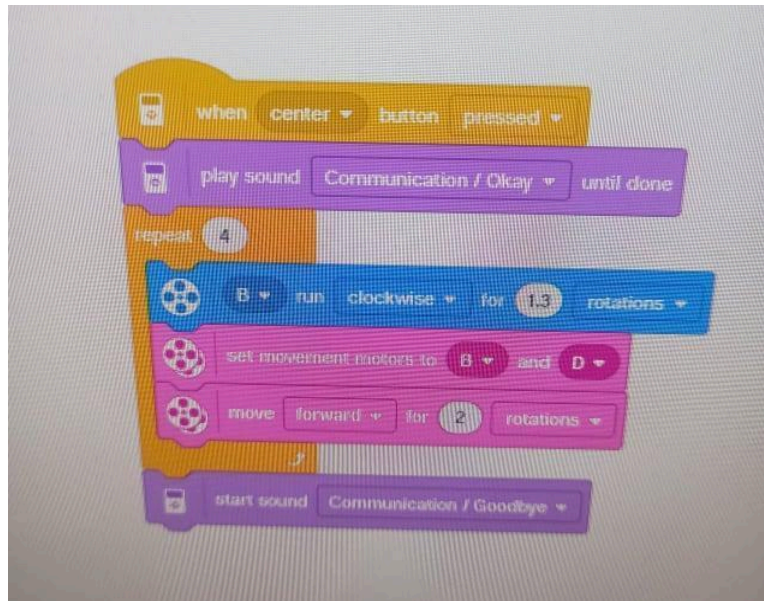 when center button pressed
play sound Communication / Okay until done
repeat 4
B run clockwise for 1.3 rotations
set movement motors to B and D
move forward for 2 rotations
start sound Communication / Goodbye